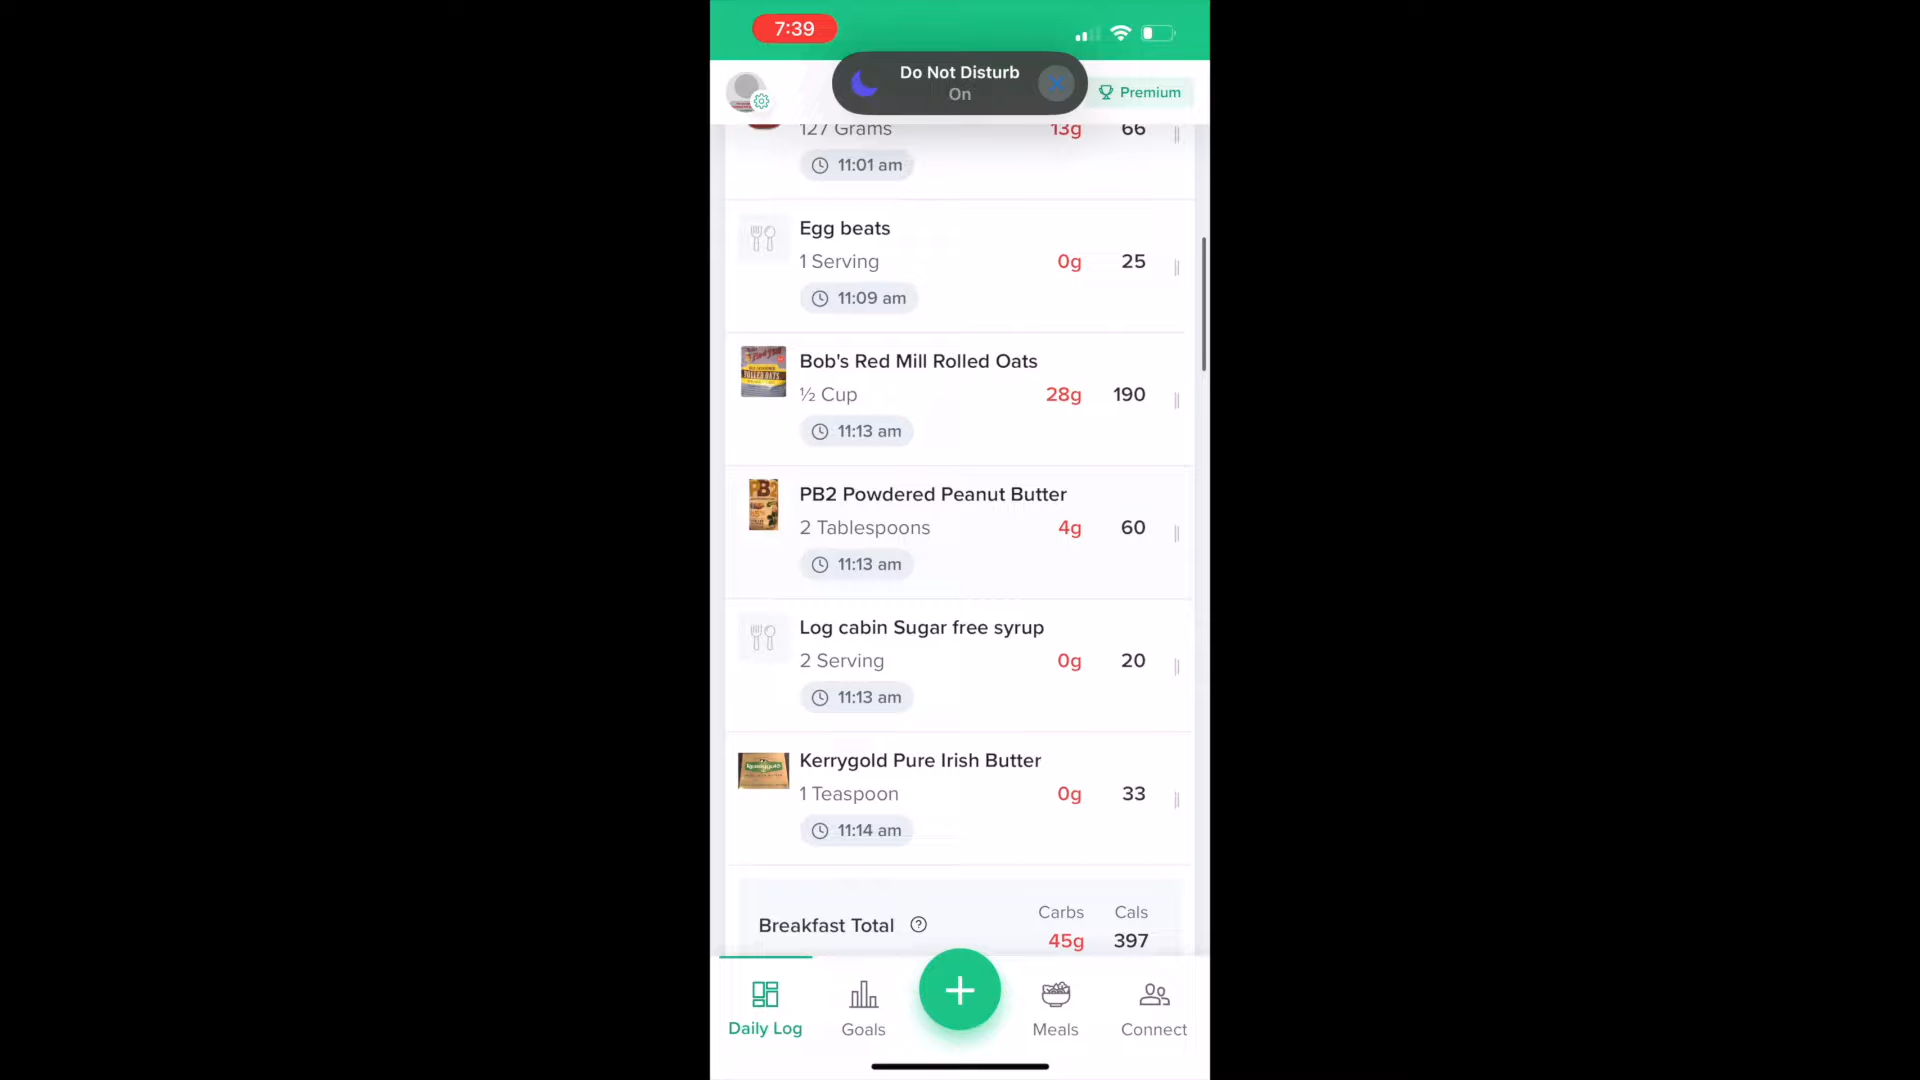 7:39
Do Not Disturb
On
Premium
127 Grams 13g 66
11:01 am
Egg beats
1 Serving 0g 25
11:09 am
Bob's Red Mill Rolled Oats
½ Cup 28g 190
11:13 am
PB2 Powdered Peanut Butter
2 Tablespoons 4g 60
11:13 am
Log cabin Sugar free syrup
2 Serving 0g 20
11:13 am
Kerrygold Pure Irish Butter
1 Teaspoon 0g 33
11:14 am
Carbs Cals
Breakfast Total ?
45g 397
Daily Log Goals Meals Connect